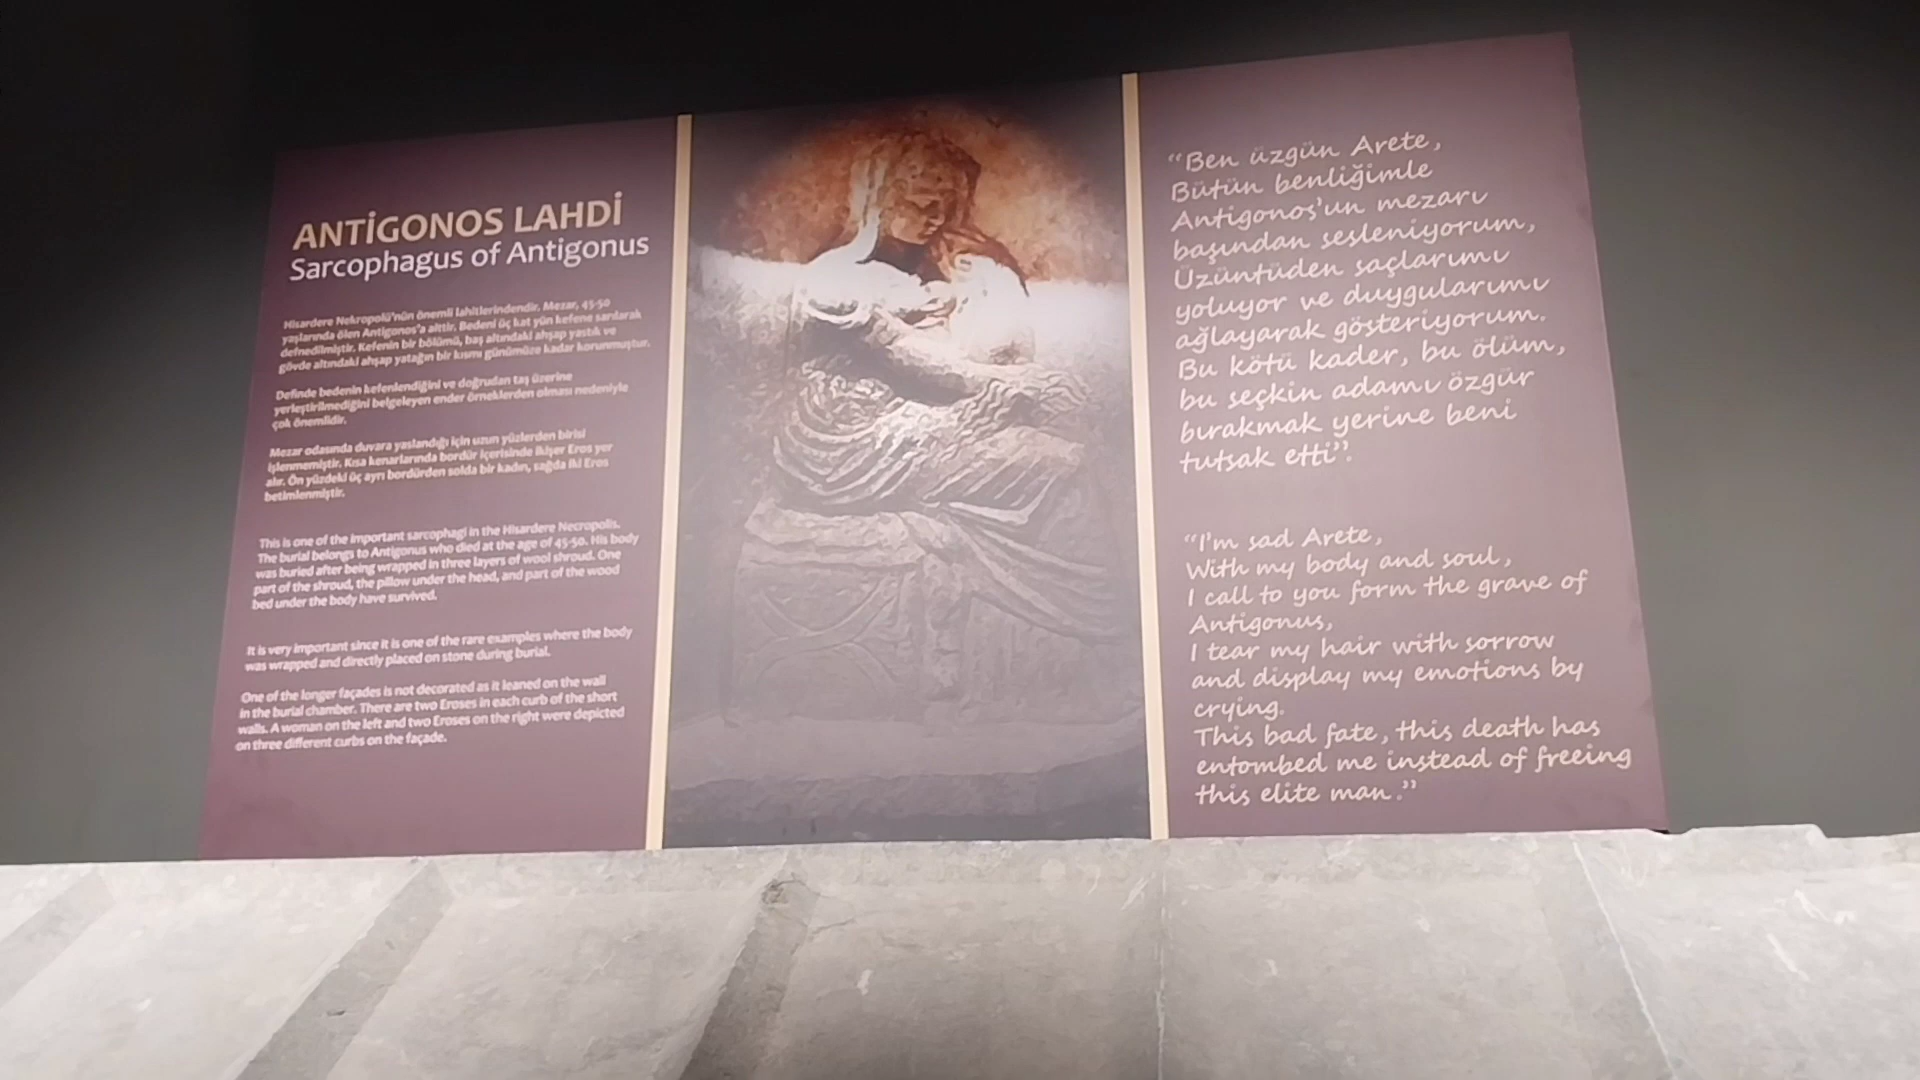 ANTİGONOS LAHDİ
Sarcophagus of Antigonus
Hisardere Nekropolü'nün önemli lahitlerindendir. Mezar, 45-50
yaşlarında ölen Antigonos'a aittir. Bedeni üç kat yün kefene sarılarak
defnedilmiştir. Kefenin bir bölümü, baş altındaki ahşap yastık ve
gövde altındaki ahşap yatağın bir kısmı günümüze kadar korunmuştur.
Definde bedenin kefenlendiğini ve doğrudan taş üzerine
yerleştirilmediğini belgeleyen ender örneklerden olması nedeniyle
çok önemlidir.
Mezar odasında duvara yaslandığı için uzun yüzlerden birisi
işlenmemiştir. Kısa kenarlarında bordür içerisinde ikişer Eros yer
alır. Ön yüzdeki üç ayrı bordürden solda bir kadın, sağda iki Eros
betimlenmiştir.
This is one of the important sarcophagi in the Hisardere Necropolis.
The burial belongs to Antigonus who died at the age of 45-50. His body
was buried after being wrapped in three layers of wool shroud. One
part of the shroud, the pillow under the head, and part of the wood
bed under the body have survived.
It is very important since it is one of the rare examples where the body
was wrapped and directly placed on stone during burial.
One of the longer façades is not decorated as it leaned on the wall
in the burial chamber. There are two Eroses in each curb of the short
walls. A woman on the left and two Eroses on the right were depicted
on three different curbs on the façade.
“Ben üzgün Arete,
Bütün benliğimle
Antigonos'un mezarı
başından sesleniyorum,
Üzüntüden saçlarımı
yoluyor ve duygularımı
ağlayarak gösteriyorum.
Bu kötü kader, bu ölüm,
bu seçkin adamı özgür
bırakmak yerine beni
tutsak etti”.
“I'm sad Arete,
With my body and soul,
I call to you form the grave of
Antigonus,
I tear my hair with sorrow
and display my emotions by
crying.
This bad fate, this death has
entombed me instead of freeing
this elite man.”